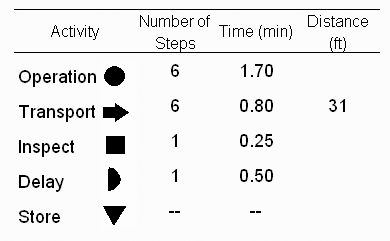 Activity Number of Steps Time (min) Distance (ft)
Operation 6 1.70
Transport 6 0.80 31
Inspect 1 0.25
Delay 1 0.50
Store -- --